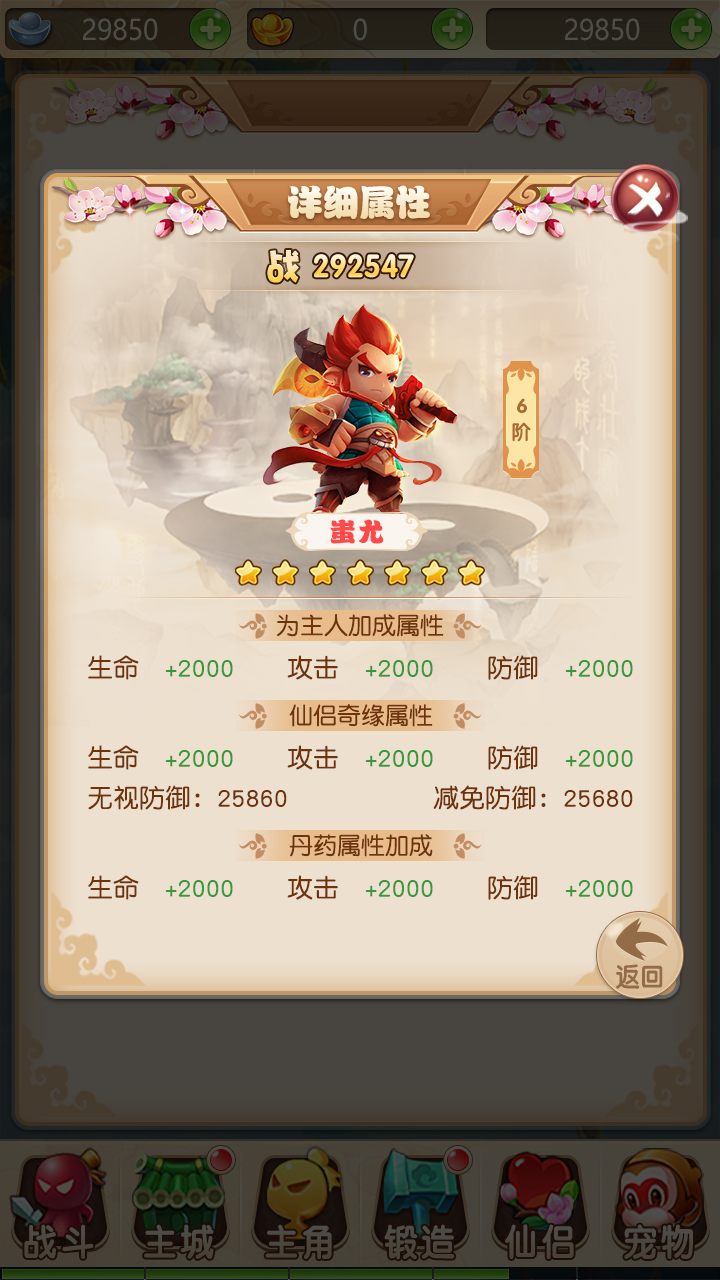 29850 0 29850
详细属性
战 292547
6阶
蚩尤
为主人加成属性
生命 +2000 攻击 +2000 防御 +2000
仙侣奇缘属性
生命 +2000 攻击 +2000 防御 +2000
无视防御：25860 减免防御：25680
丹药属性加成
生命 +2000 攻击 +2000 防御 +2000
返回
战斗 主城 主角 锻造 仙侣 宠物